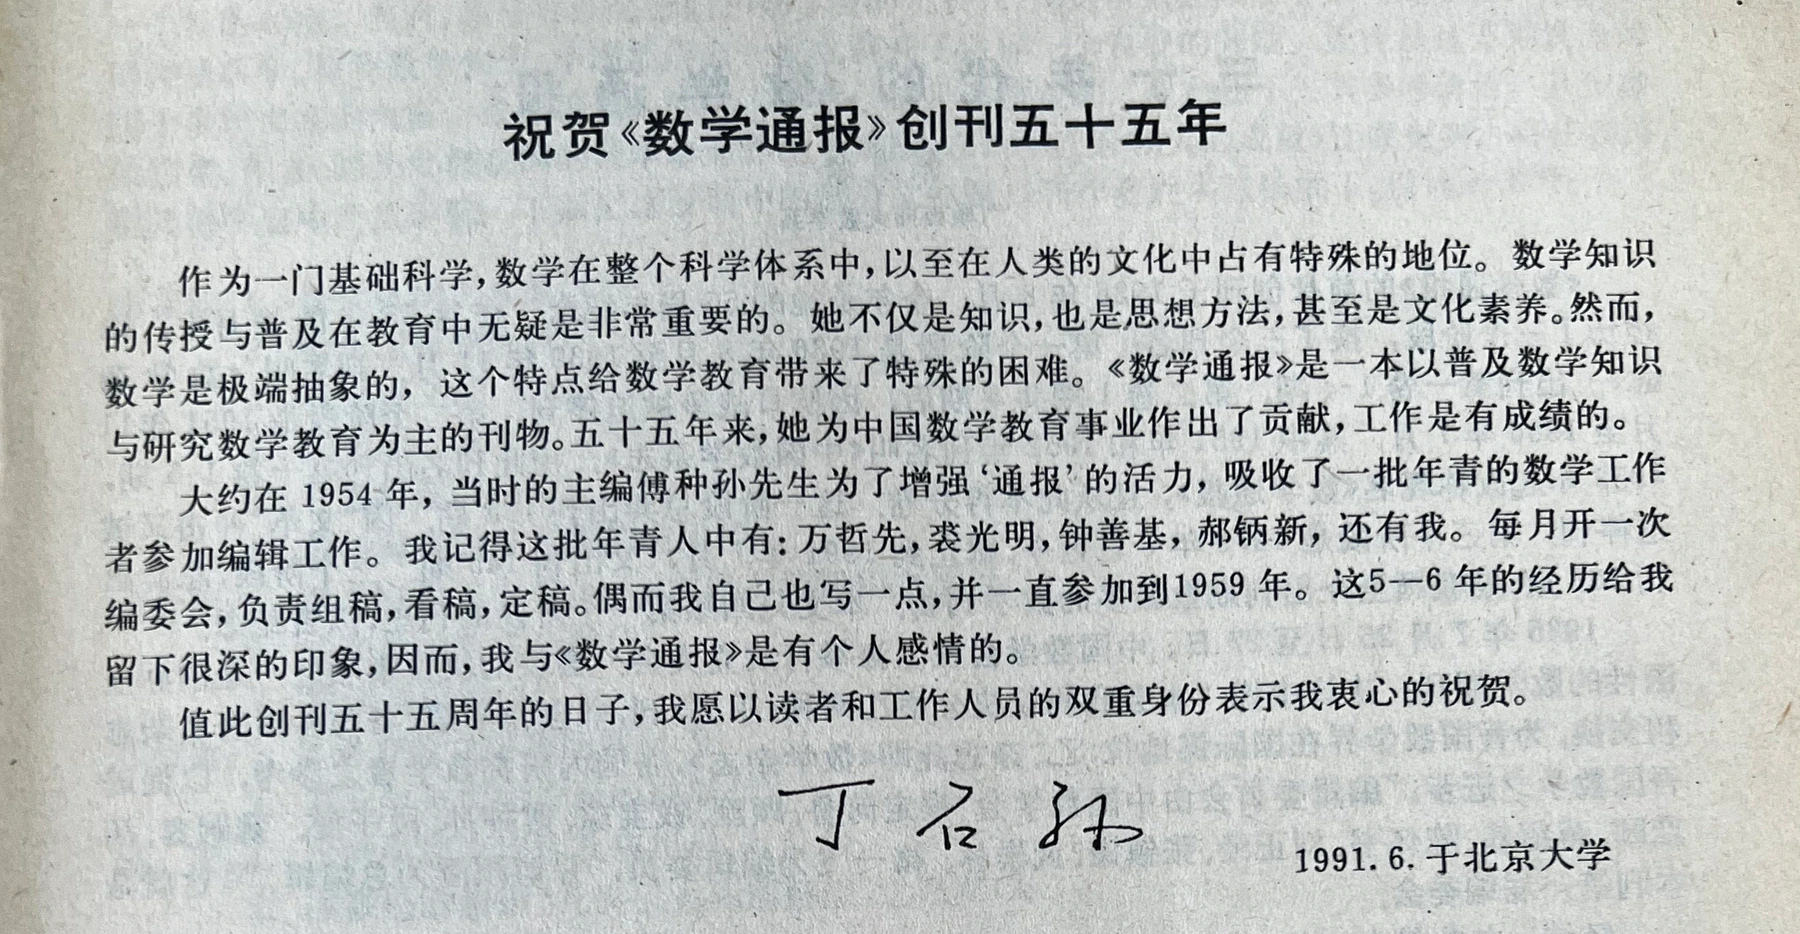 祝贺《数学通报》创刊五十五年
作为一门基础科学，数学在整个科学体系中，以至在人类的文化中占有特殊的地位。数学知识
的传授与普及在教育中无疑是非常重要的。她不仅是知识，也是思想方法，甚至是文化素养。然而，
数学是极端抽象的，这个特点给数学教育带来了特殊的困难。《数学通报》是一本以普及数学知识
与研究数学教育为主的刊物。五十五年来，她为中国数学教育事业作出了贡献，工作是有成绩的。
大约在 1954 年，当时的主编傅种孙先生为了增强‘通报’的活力，吸收了一批年青的数学工作
者参加编辑工作。我记得这批年青人中有：万哲先，裘光明，钟善基，郝钠新，还有我。每月开一次
编委会，负责组稿，看稿，定稿。偶而我自己也写一点，并一直参加到1959 年。这5—6 年的经历给我
留下很深的印象，因而，我与《数学通报》是有个人感情的。
值此创刊五十五周年的日子，我愿以读者和工作人员的双重身份表示我衷心的祝贺。
丁石孙
1991.6.于北京大学